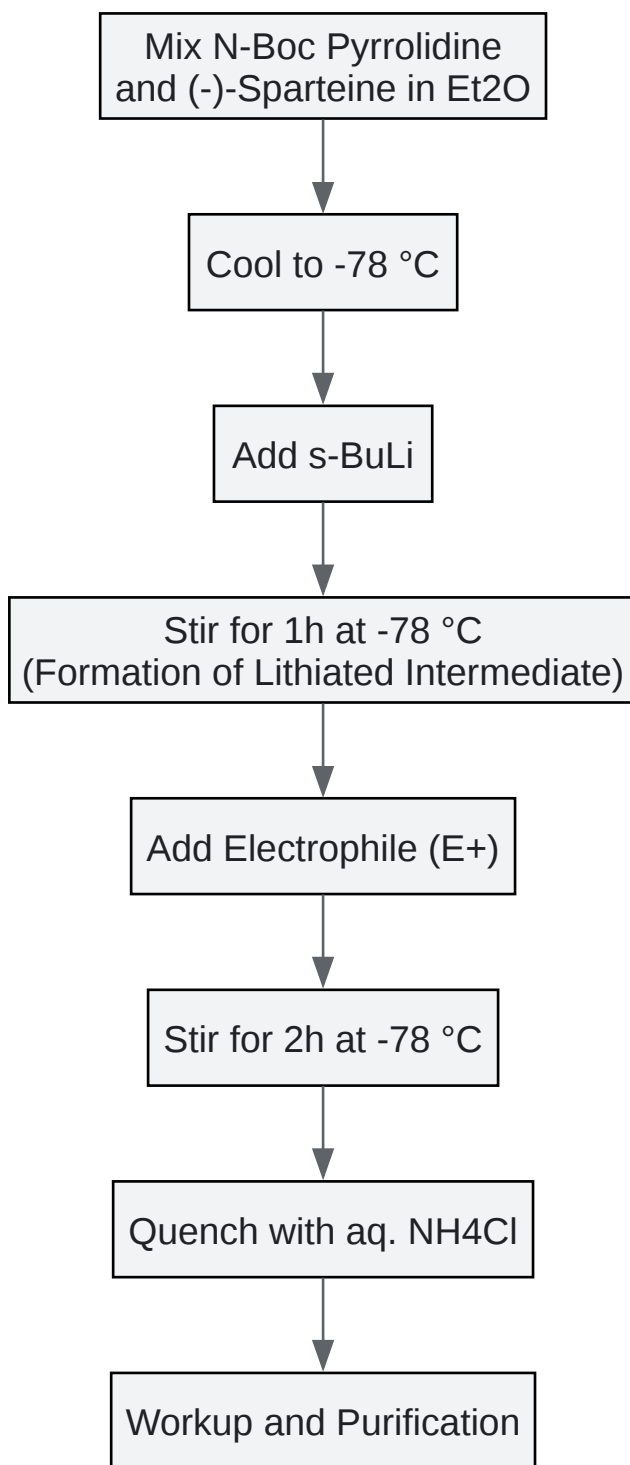 Mix N-Boc Pyrrolidine
and (-)-Sparteine in Et2O
Cool to -78 °C
Add s-BuLi
Stir for 1h at -78 °C
(Formation of Lithiated Intermediate)
Add Electrophile (E+)
Stir for 2h at -78 °C
Quench with aq. NH4Cl
Workup and Purification